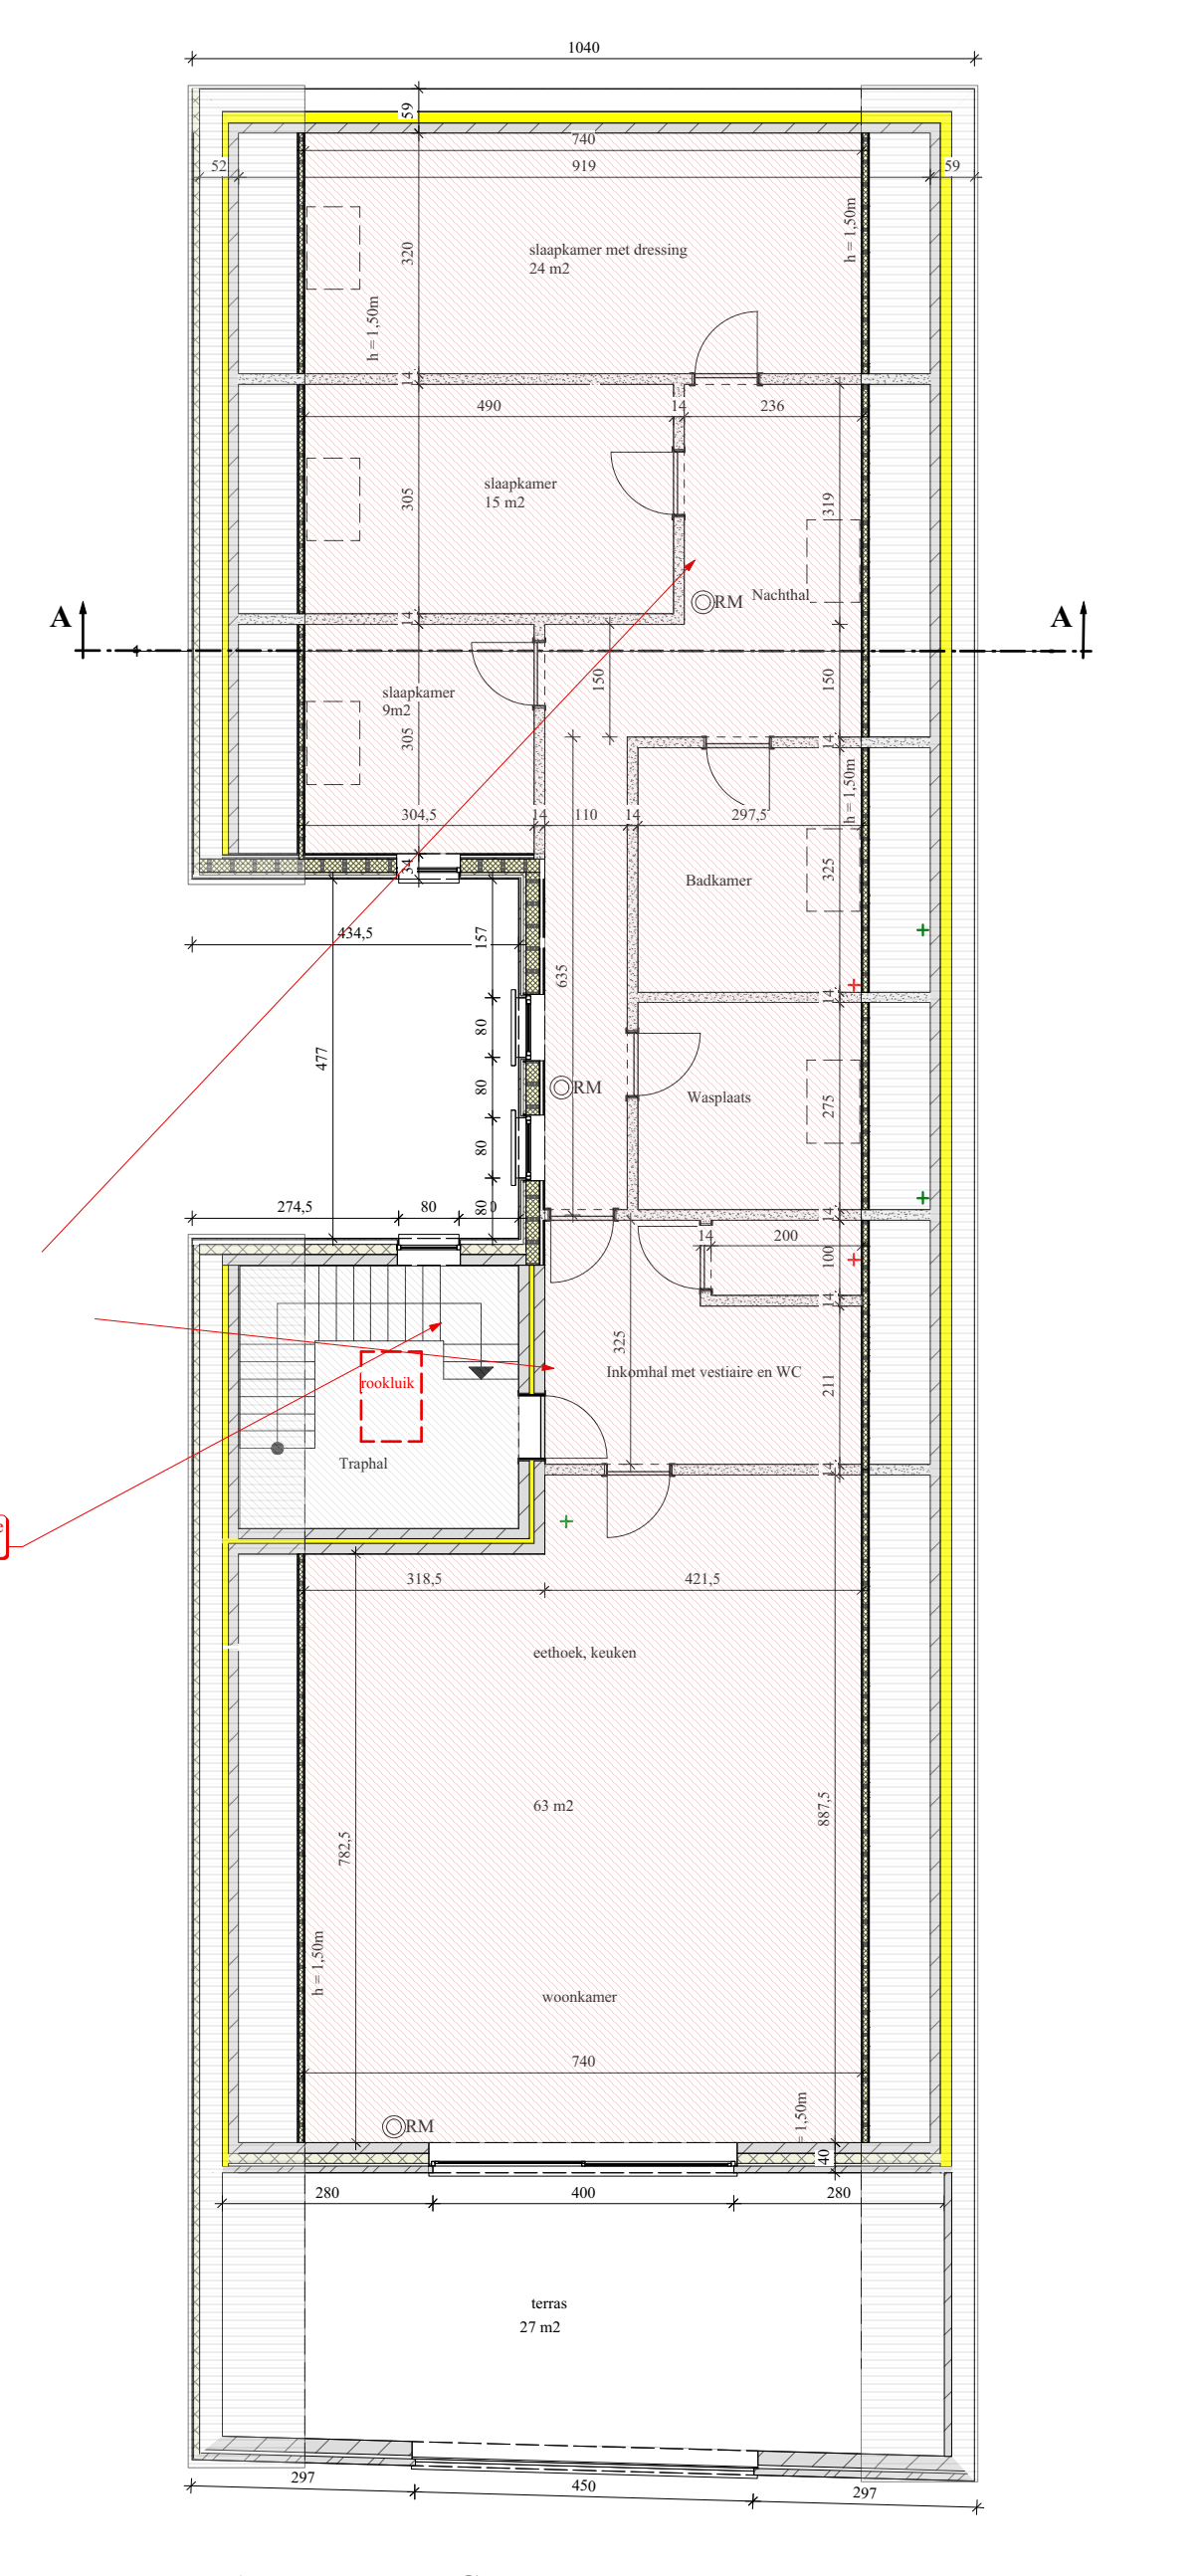 1040
59
740
52
919
59
h = 1,50m
320
slaapkamer met dressing
24 m2
h = 1,50m
14
490
14
236
305
slaapkamer
15 m2
319
Nachthal
RM
14
A
A
150
150
slaapkamer
9m2
305
14
h = 1,50m
304,5
14
110
14
297,5
34
325
Badkamer
434,5
157
635
14
477
80
80
RM
Wasplaats
275
80
274,5
80
80
14
14
200
100
14
325
Inkomhal met vestiaire en WC
rookluik
211
Traphal
14
e
318,5
421,5
eethoek, keuken
63 m2
887,5
782,5
h = 1,50m
woonkamer
740
= 1,50m
RM
40
280
400
280
terras
27 m2
297
450
297